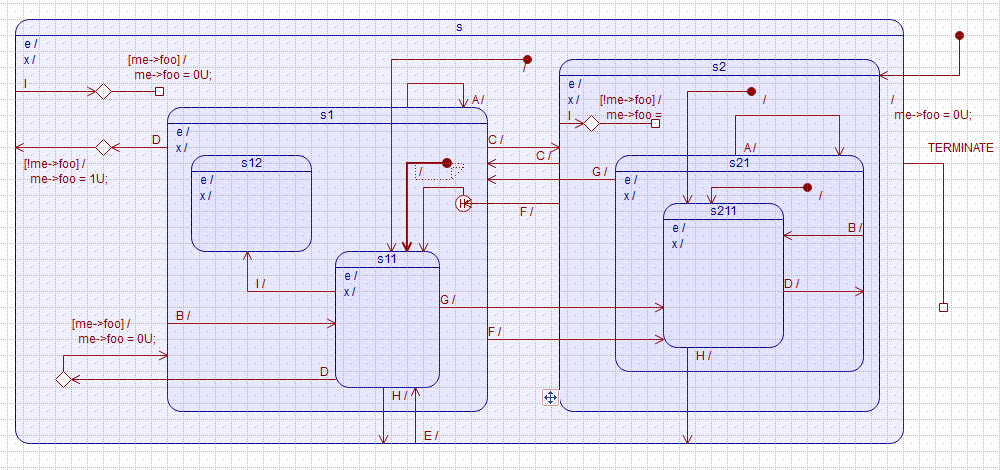 s
e /
x /
[me->foo] /
me->foo = 0U;
I
/
A /
s2
e /
x /
[!me->foo] /
me->foo =
I
/
/
me->foo = 0U;
TERMINATE
s1
e /
x /
D
[!me->foo] /
me->foo = 1U;
C /
C /
G /
F /
H
s12
e /
x /
/
s21
A /
e /
x /
/
s211
e /
x /
B /
D /
H /
s11
e /
x /
I /
G /
B /
F /
[me->foo] /
me->foo = 0U;
D
H /
E /